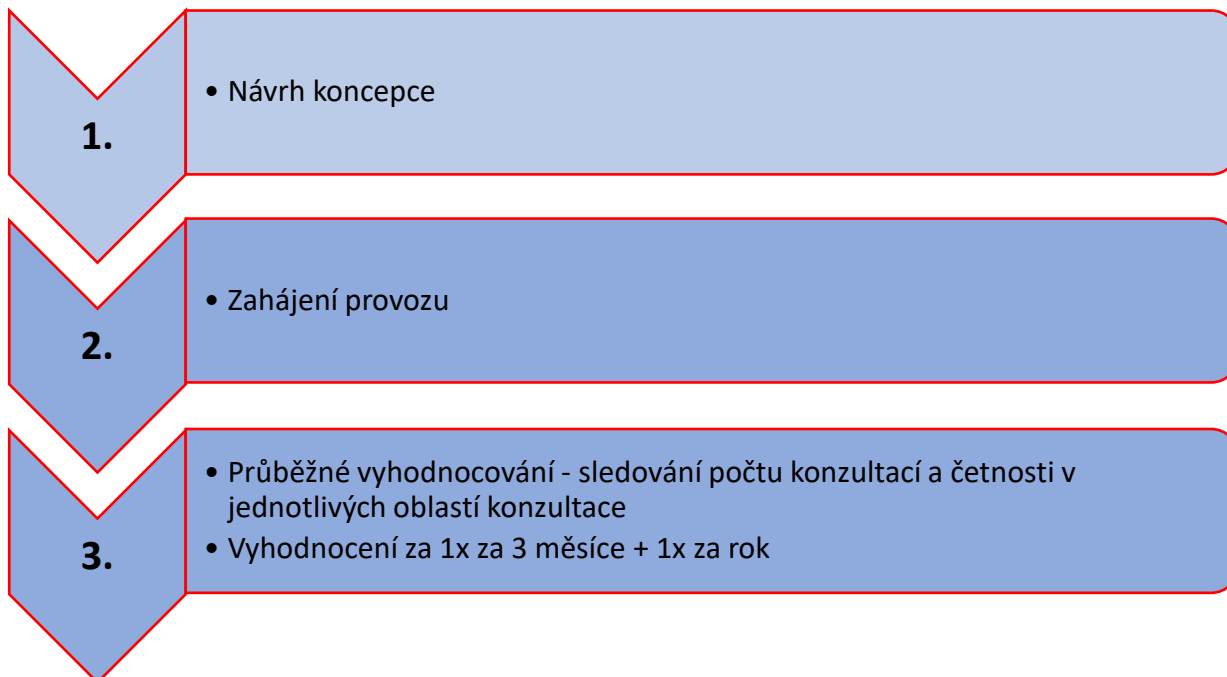 1.
• Návrh koncepce
2.
• Zahájení provozu
3.
• Průběžné vyhodnocování - sledování počtu konzultací a četnosti v
jednotlivých oblastí konzultace
• Vyhodnocení za 1x za 3 měsíce + 1x za rok